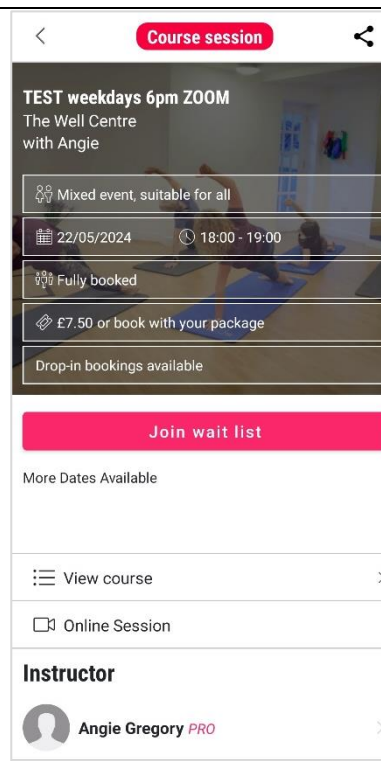 Course session
TEST weekdays 6pm ZOOM
The Well Centre
with Angie
Mixed event, suitable for all
22/05/2024 18:00 - 19:00
Fully booked
£7.50 or book with your package
Drop-in bookings available
Join wait list
More Dates Available
View course
Online Session
Instructor
Angie Gregory PRO